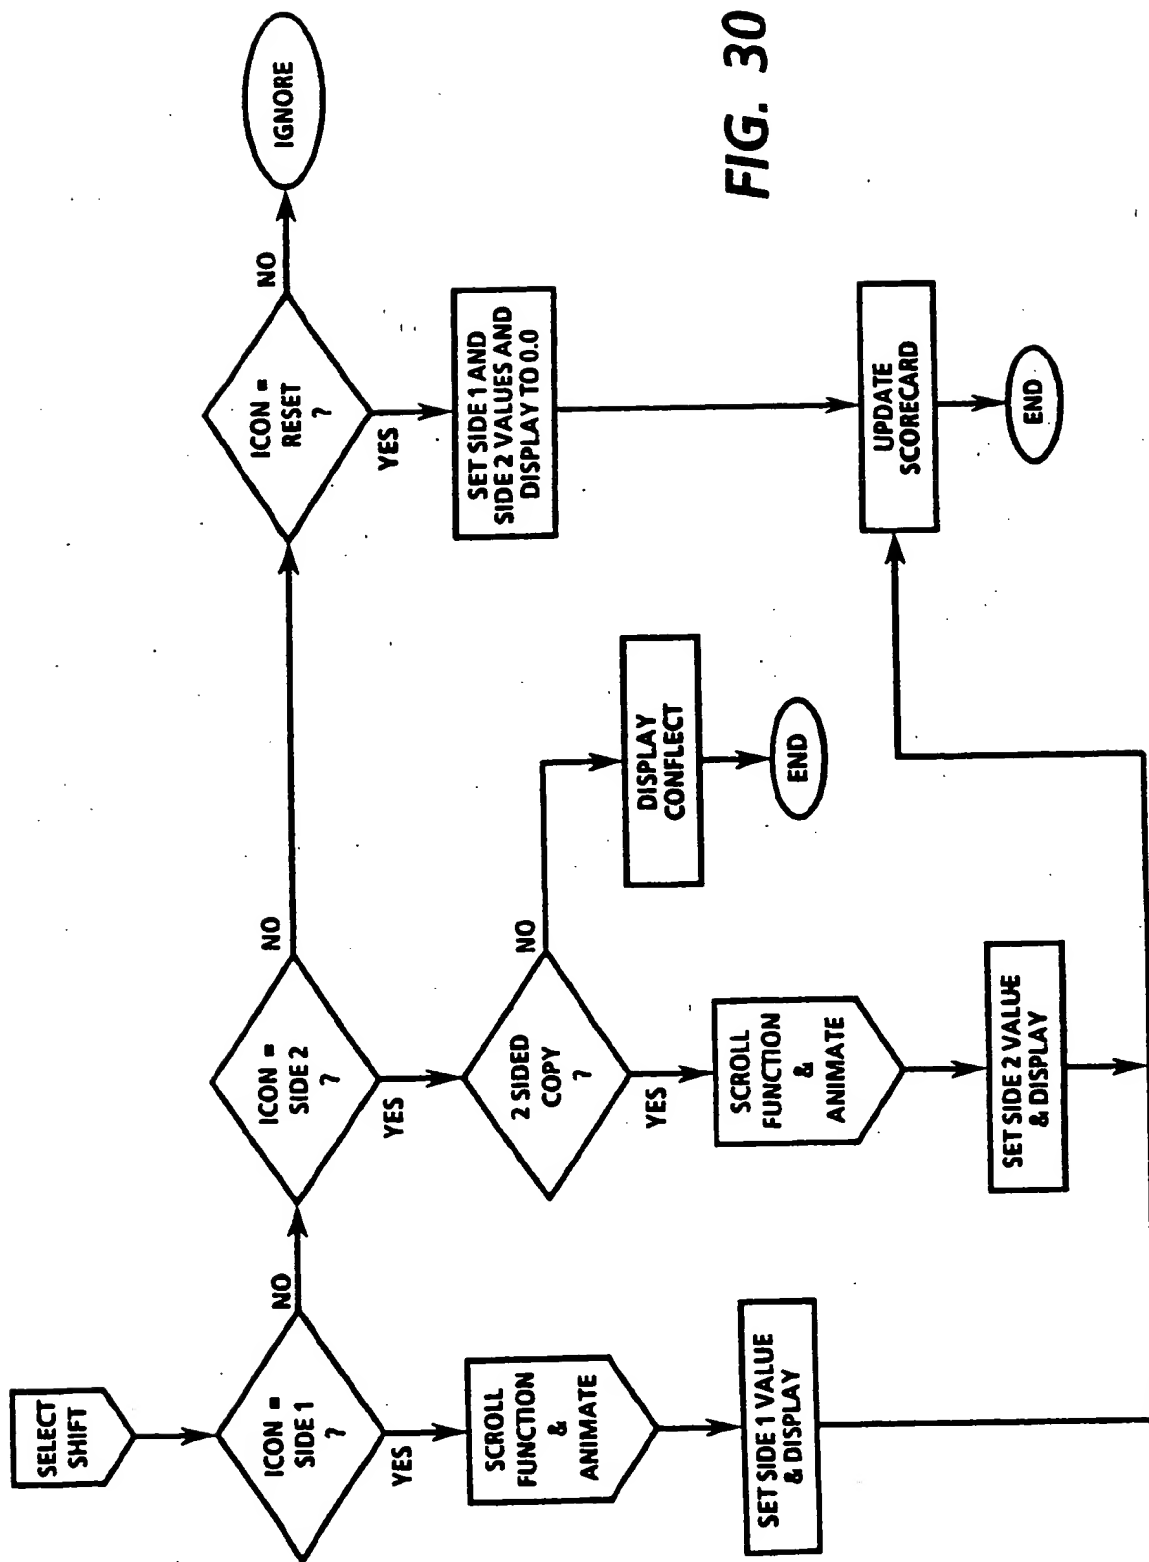 SELECT
SHIFT
ICON =
SIDE 1
?
NO
YES
SCROLL
FUNCTION
&
ANIMATE
SET SIDE 1 VALUE
& DISPLAY
ICON =
SIDE 2
?
NO
YES
2 SIDED
COPY
?
NO
YES
SCROLL
FUNCTION
&
ANIMATE
SET SIDE 2 VALUE
& DISPLAY
DISPLAY
CONFLECT
END
ICON =
RESET
?
NO
YES
IGNORE
SET SIDE 1 AND
SIDE 2 VALUES AND
DISPLAY TO 0.0
UPDATE
SCORECARD
END
FIG. 30